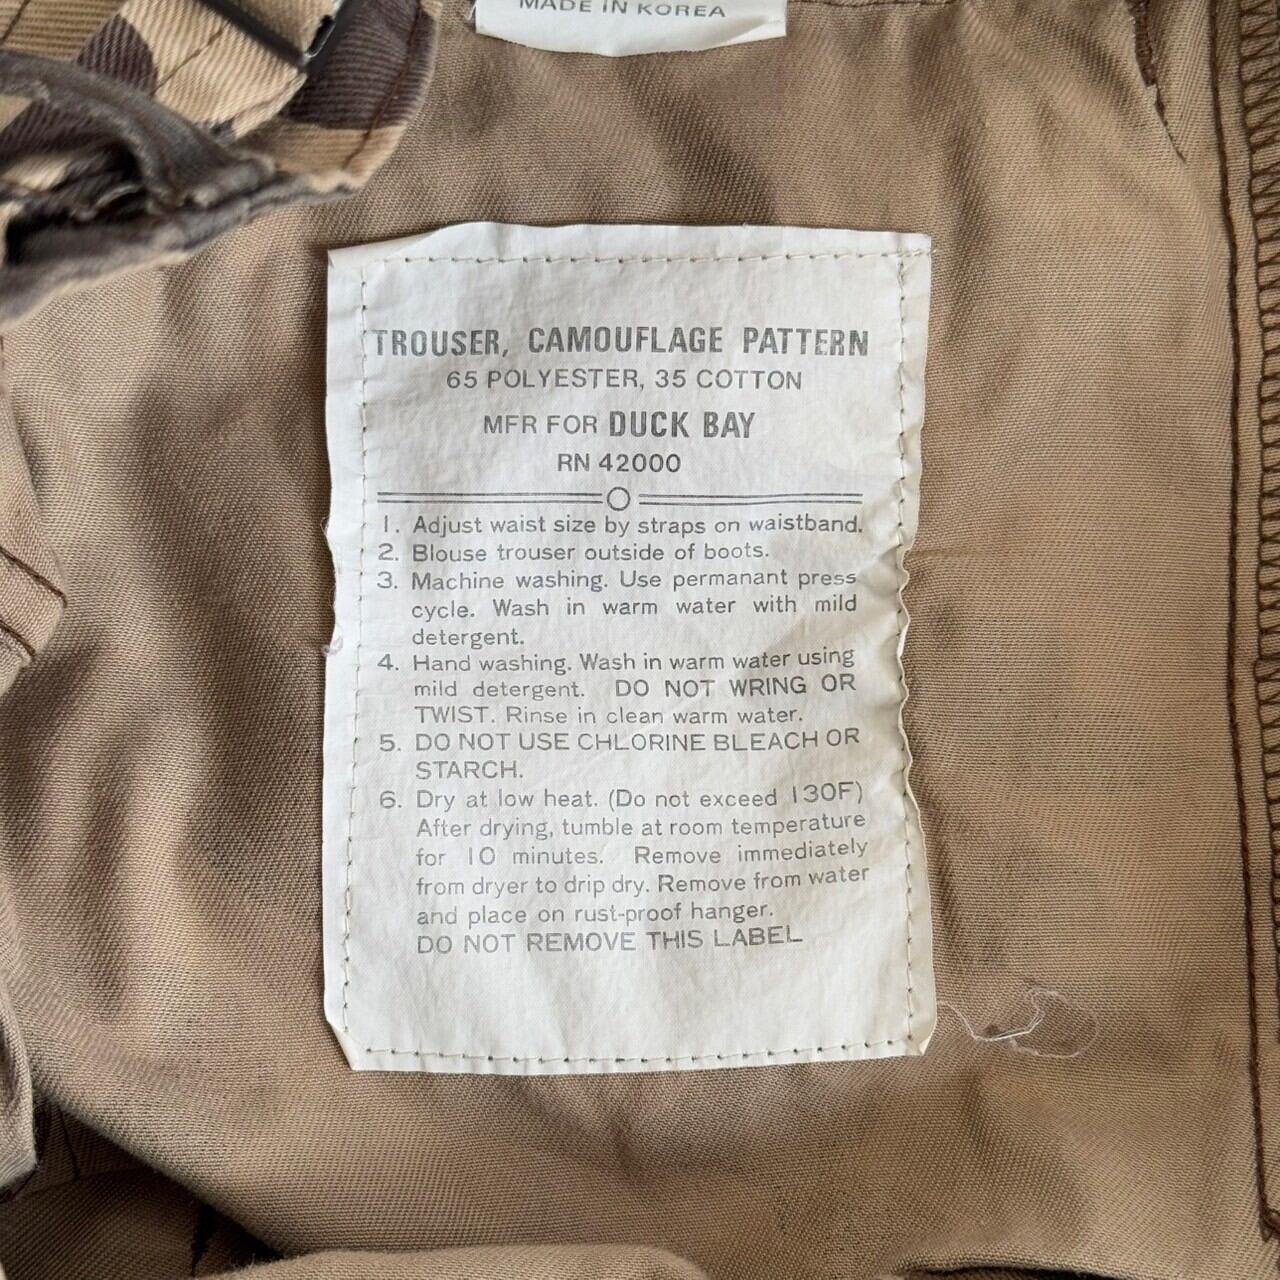 MADE IN KOREA
TROUSER, CAMOUFLAGE PATTERN
65 POLYESTER, 35 COTTON
MFR FOR DUCK BAY
RN 42000
1. Adjust waist size by straps on waistband.
2. Blouse trouser outside of boots.
3. Machine washing. Use permanant press
cycle. Wash in warm water with mild
detergent.
4. Hand washing. Wash in warm water using
mild detergent. DO NOT WRING OR
TWIST. Rinse in clean warm water.
5. DO NOT USE CHLORINE BLEACH OR
STARCH.
6. Dry at low heat. (Do not exceed 130F)
After drying, tumble at room temperature
for 10 minutes. Remove immediately
from dryer to drip dry. Remove from water
and place on rust-proof hanger.
DO NOT REMOVE THIS LABEL